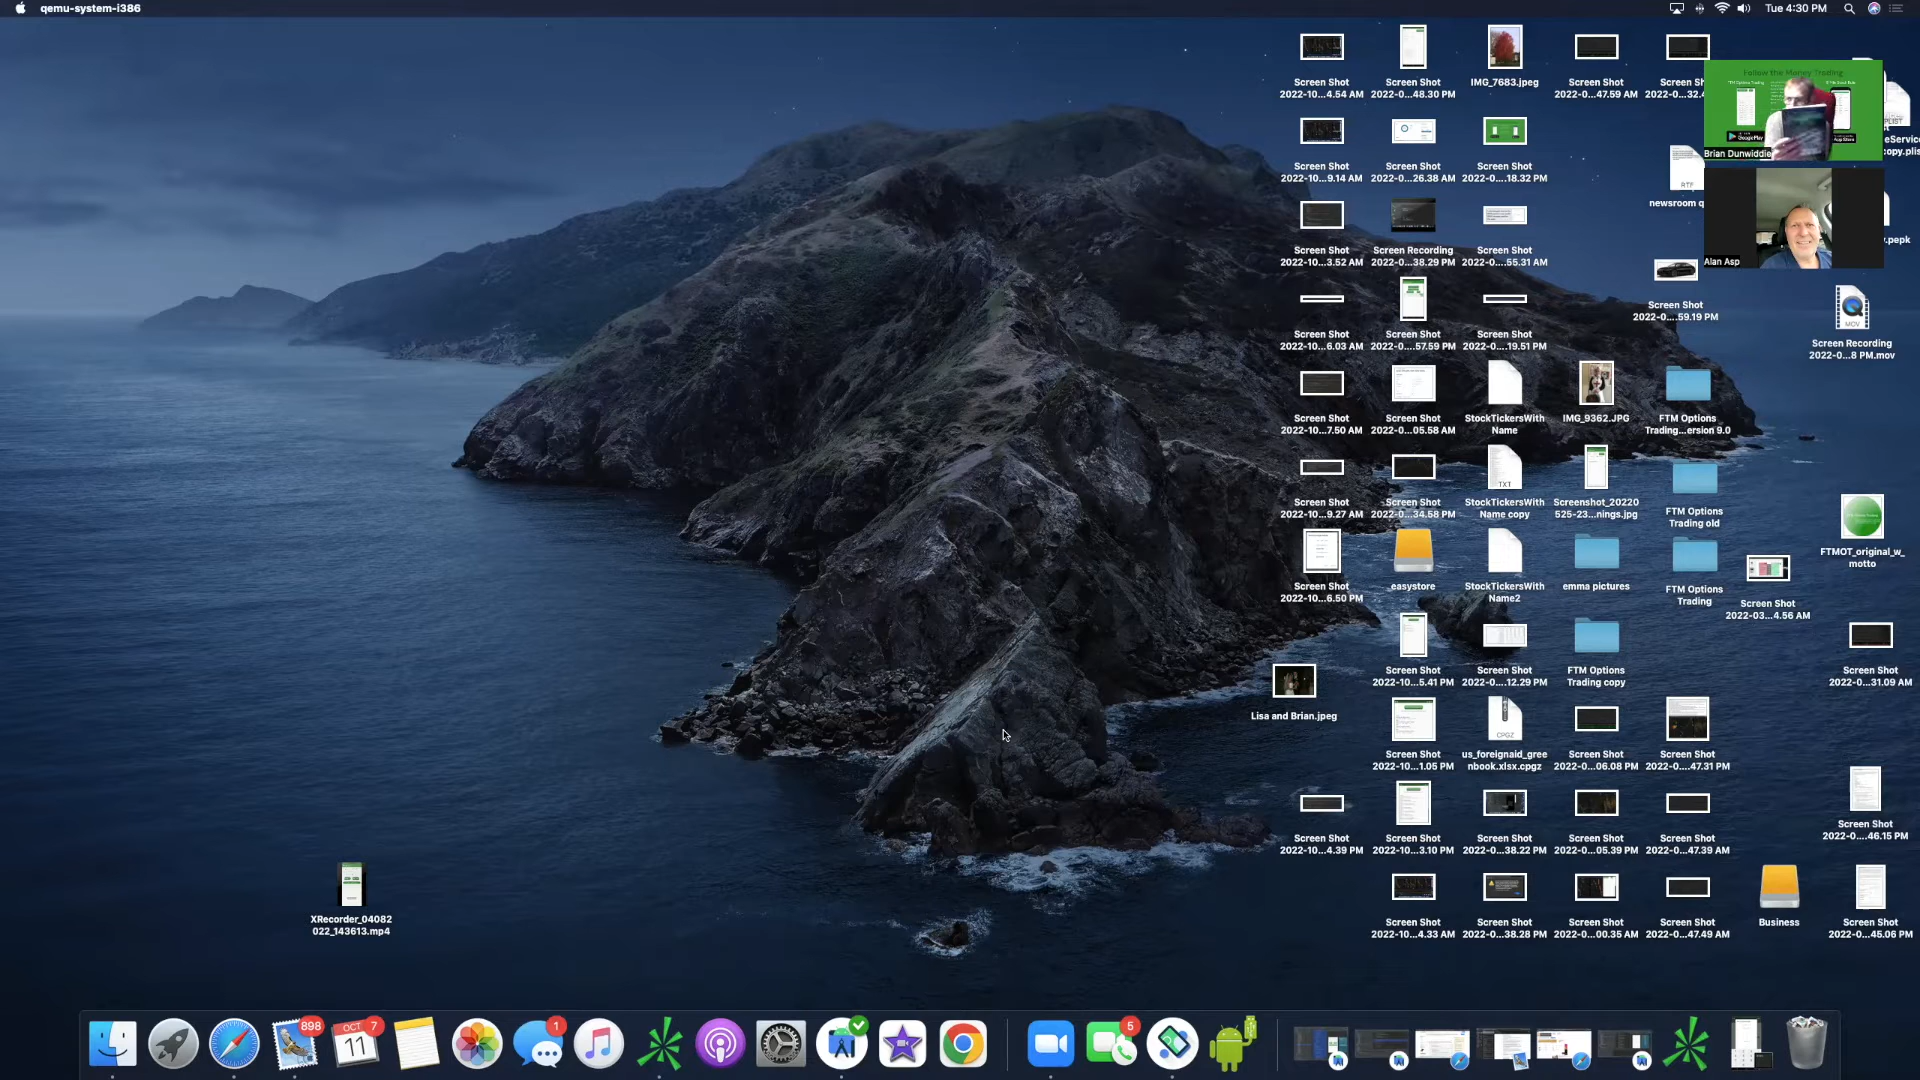 qemu-system-i386
Tue 4:30 PM
Screen Shot
2022-10...4.54 AM
Screen Shot
2022-0....48.30 PM
IMG_7683.jpeg
Screen Shot
2022-0....47.59 AM
Follow the Money Trading
Google Play
App Store
Brian Dunwiddie
copy.plis
Screen Shot
2022-10...9.14 AM
Screen Shot
2022-0....26.38 AM
Screen Shot
2022-0....18.32 PM
RTF
newsroom q
Alan Asp
.pepk
Screen Shot
2022-10...3.52 AM
Screen Recording
2022-0....38.29 PM
Screen Shot
2022-0....55.31 AM
Screen Shot
2022-0....59.19 PM
MOV
Screen Recording
2022-0...8 PM.mov
Screen Shot
2022-10...6.03 AM
Screen Shot
2022-0....57.59 PM
Screen Shot
2022-0....19.51 PM
Screen Shot
2022-10...7.50 AM
Screen Shot
2022-0....05.58 AM
StockTickersWith
Name
IMG_9362.JPG
FTM Options
Trading...ersion 9.0
Screen Shot
2022-10...9.27 AM
Screen Shot
2022-0....34.58 PM
TXT
StockTickersWith
Name copy
Screenshot_20220
525-23...nings.jpg
FTM Options
Trading old
FTMOT_original_w_
motto
Screen Shot
2022-10...6.50 PM
easystore
StockTickersWith
Name2
emma pictures
FTM Options
Trading
Screen Shot
2022-03...4.56 AM
Lisa and Brian.jpeg
Screen Shot
2022-10...5.41 PM
Screen Shot
2022-0....12.29 PM
FTM Options
Trading copy
Screen Shot
2022-0....31.09 AM
Screen Shot
2022-10...1.05 PM
CPGZ
us_foreignaid_gree
nbook.xlsx.cpgz
Screen Shot
2022-0....06.08 PM
Screen Shot
2022-0....47.31 PM
Screen Shot
2022-10...4.39 PM
Screen Shot
2022-10...3.10 PM
Screen Shot
2022-0....38.22 PM
Screen Shot
2022-0....05.39 PM
Screen Shot
2022-0....47.39 AM
Screen Shot
2022-0....46.15 PM
XRecorder_04082
022_143613.mp4
Screen Shot
2022-10...4.33 AM
Screen Shot
2022-0....38.28 PM
Screen Shot
2022-0....00.35 AM
Screen Shot
2022-0....47.49 AM
Business
Screen Shot
2022-0....45.06 PM
898
OCT
7
11
1
5